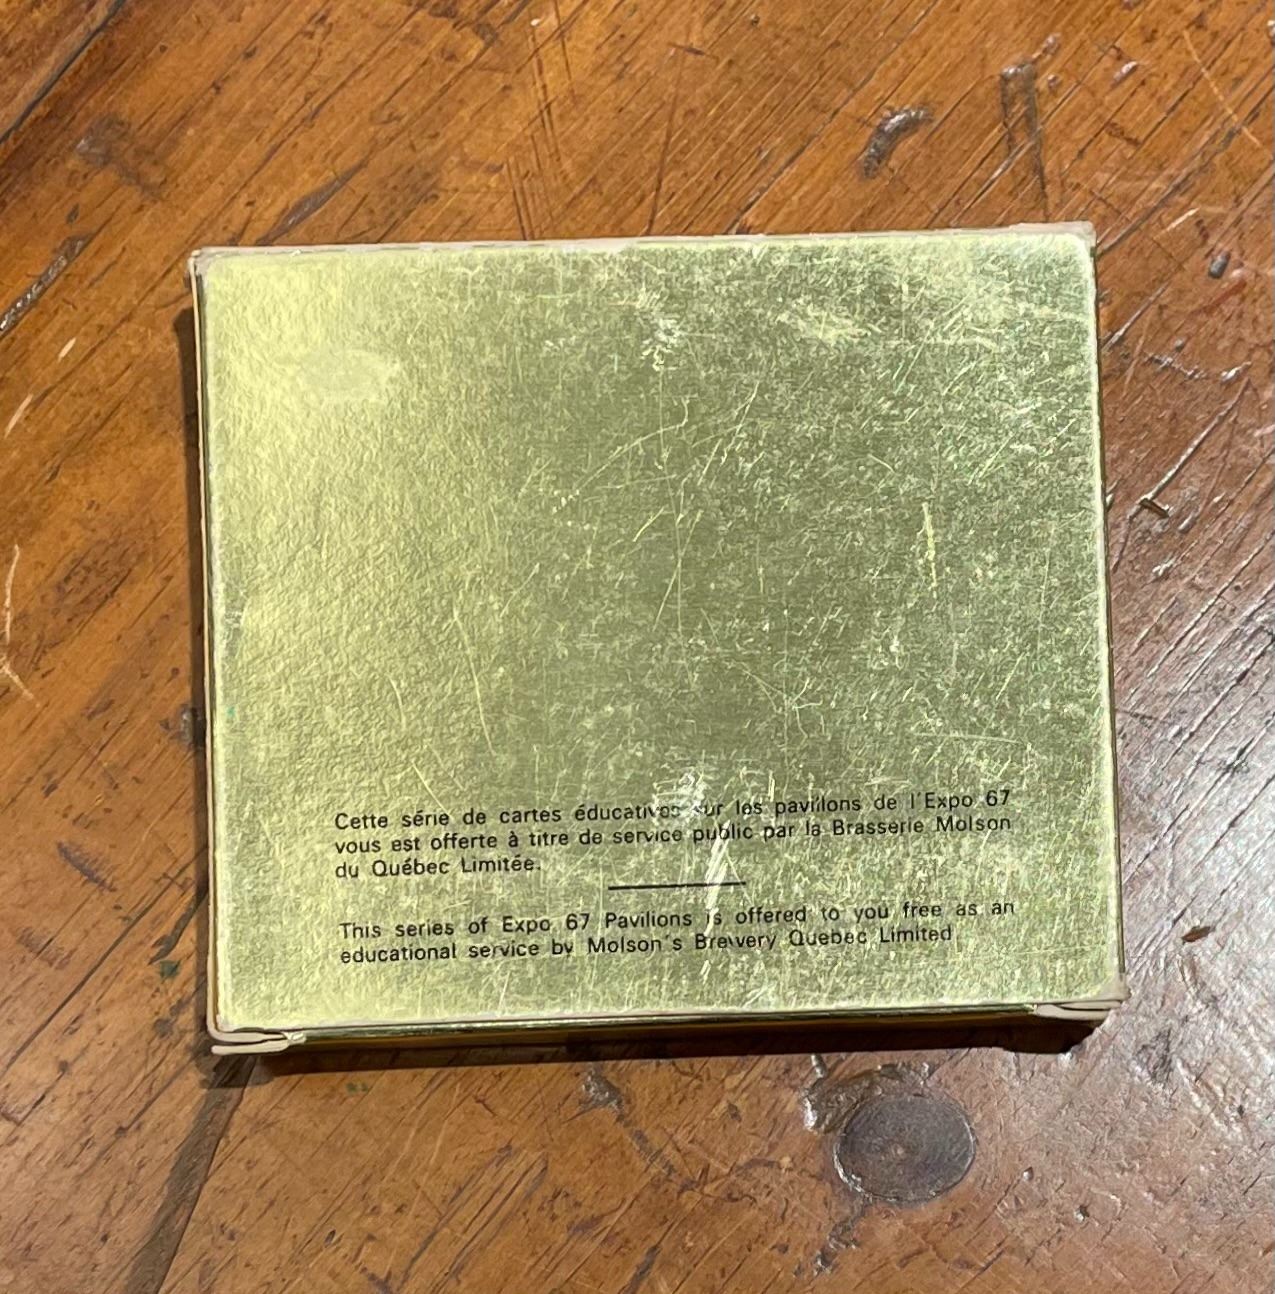 Cette série de cartes éducatives sur les pavillons de l'Expo 67
vous est offerte à titre de service public par la Brasserie Molson
du Québec Limitée.
This series of Expo 67 Pavilions is offered to you free as an
educational service by Molson's Brewery Quebec Limited